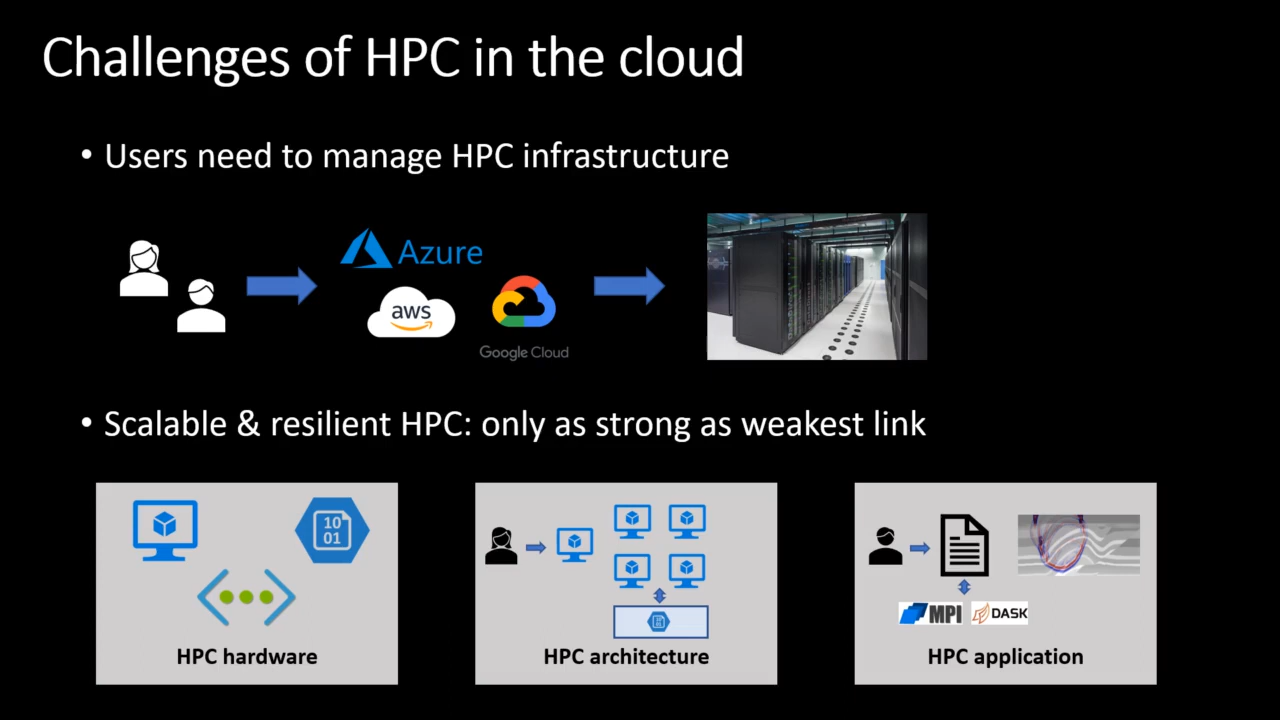 Challenges of HPC in the cloud
• Users need to manage HPC infrastructure
Azure
aws
Google Cloud
• Scalable & resilient HPC: only as strong as weakest link
10
01
MPI
DASK
HPC hardware
HPC architecture
HPC application